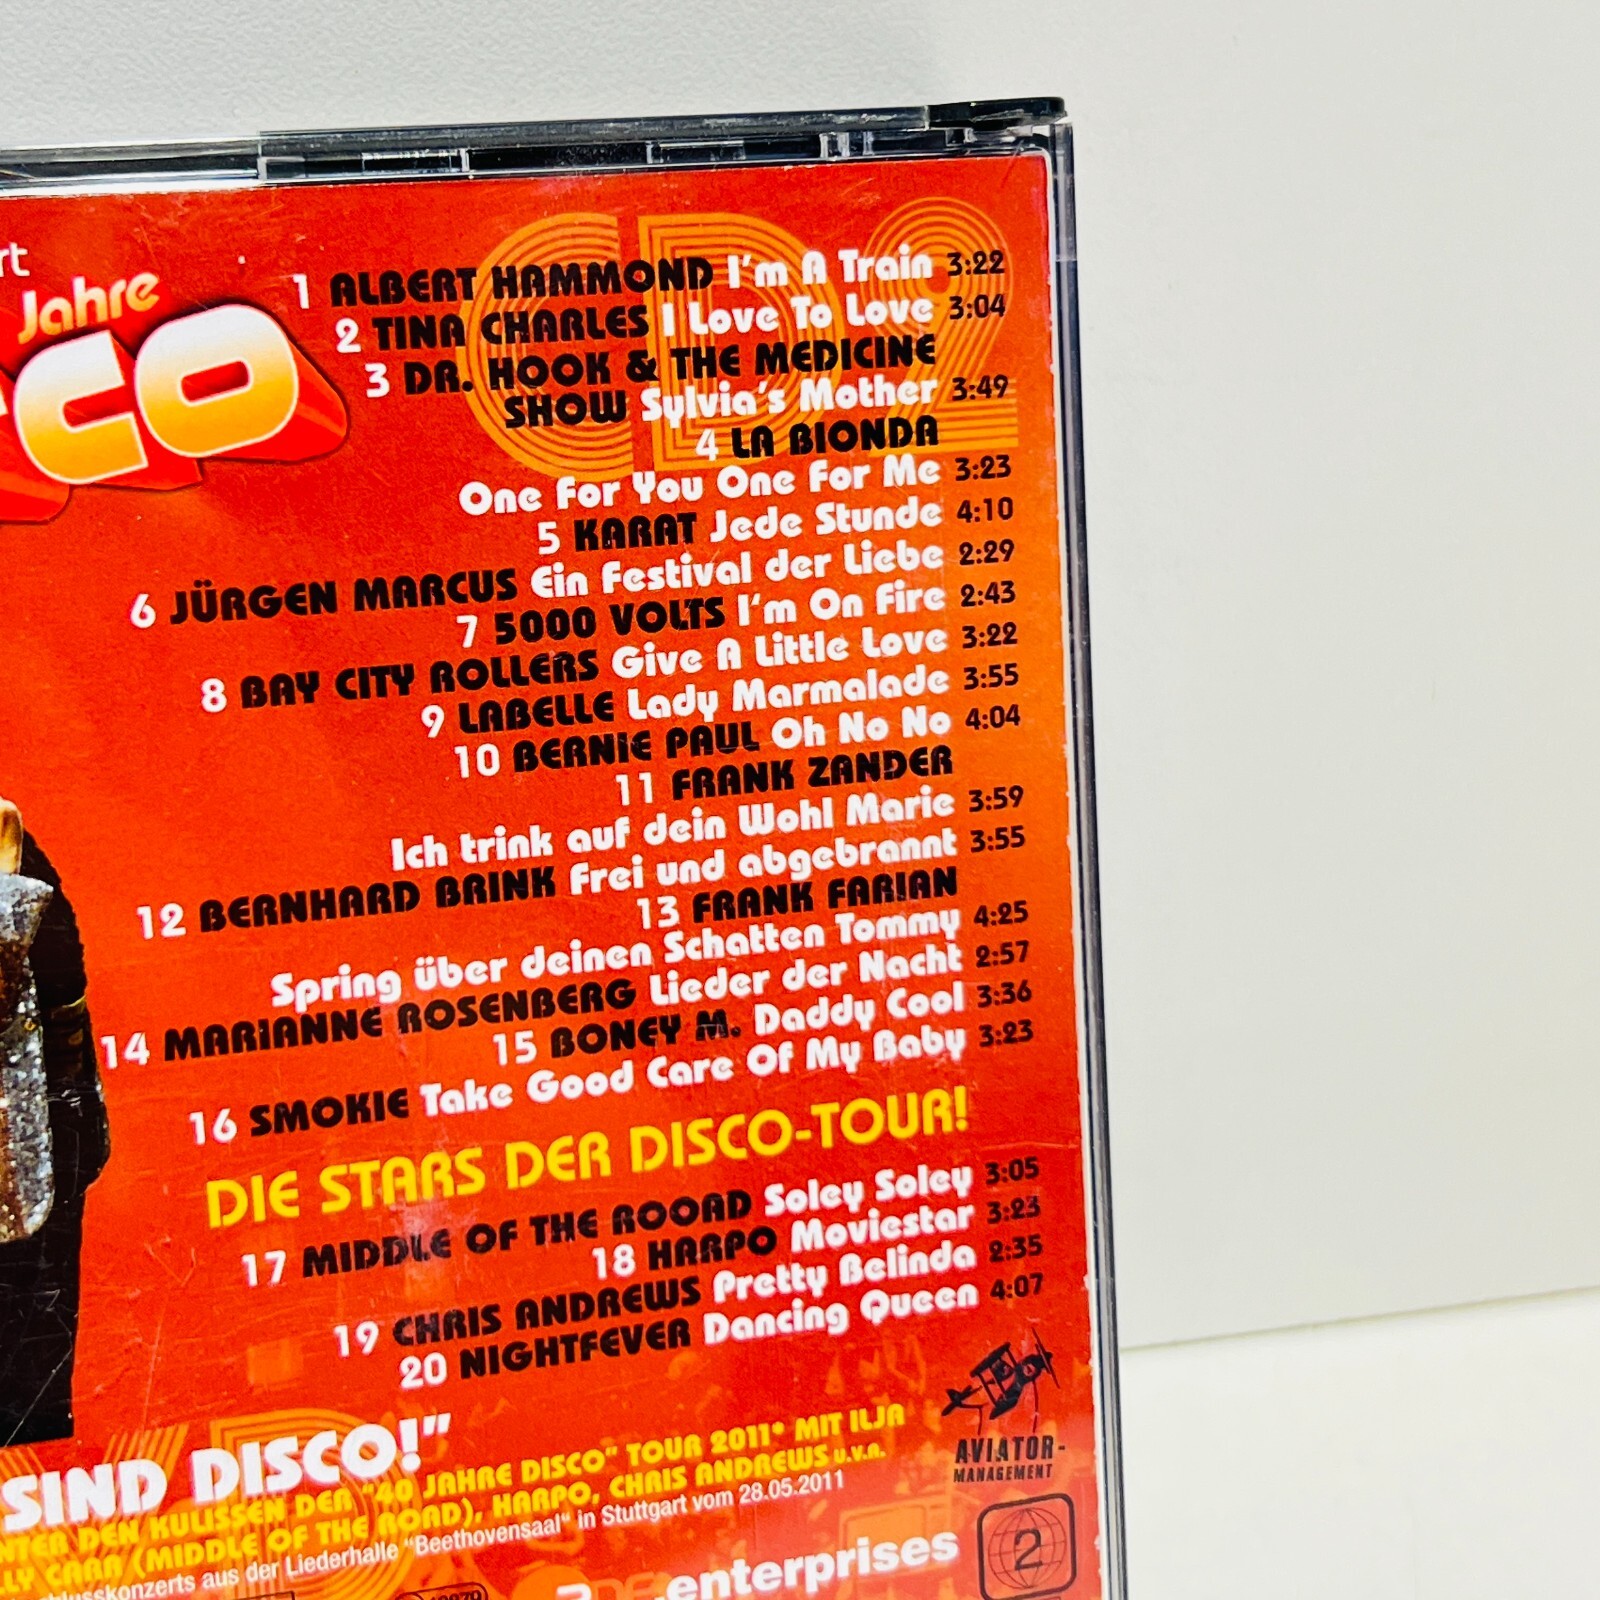 Jahre
CD2
1 ALBERT HAMMOND I'm A Train 3:22
2 TINA CHARLES I Love To Love 3:04
3 DR. HOOK & THE MEDICINE
SHOW Sylvia's Mother 3:49
4 LA BIONDA
One For You One For Me 3:23
5 KARAT Jede Stunde 4:10
6 JÜRGEN MARCUS Ein Festival der Liebe 2:29
7 5000 VOLTS I'm On Fire 2:43
8 BAY CITY ROLLERS Give A Little Love 3:22
9 LABELLE Lady Marmalade 3:55
10 BERNIE PAUL Oh No No 4:04
11 FRANK ZANDER
Ich trink auf dein Wohl Marie 3:59
12 BERNHARD BRINK Frei und abgebrannt 3:55
13 FRANK FARIAN
Spring über deinen Schatten Tommy 4:25
14 MARIANNE ROSENBERG Lieder der Nacht 2:57
15 BONEY M. Daddy Cool 3:36
16 SMOKIE Take Good Care Of My Baby 3:23
DIE STARS DER DISCO-TOUR!
17 MIDDLE OF THE ROOAD Soley Soley 3:05
18 HARPO Moviestar 3:23
19 CHRIS ANDREWS Pretty Belinda 2:35
20 NIGHTFEVER Dancing Queen 4:07
SIND DISCO!"
DEN KULISSEN DER "40 JAHRE DISCO" TOUR 2011* MIT ILJA
CARR (MIDDLE OF THE ROAD), HARPO, CHRIS ANDREWS U.V.A.
aus der Liederhalle "Beethovensaal" in Stuttgart vom 28.05.2011
AVIATOR-
MANAGEMENT
.enterprises
2